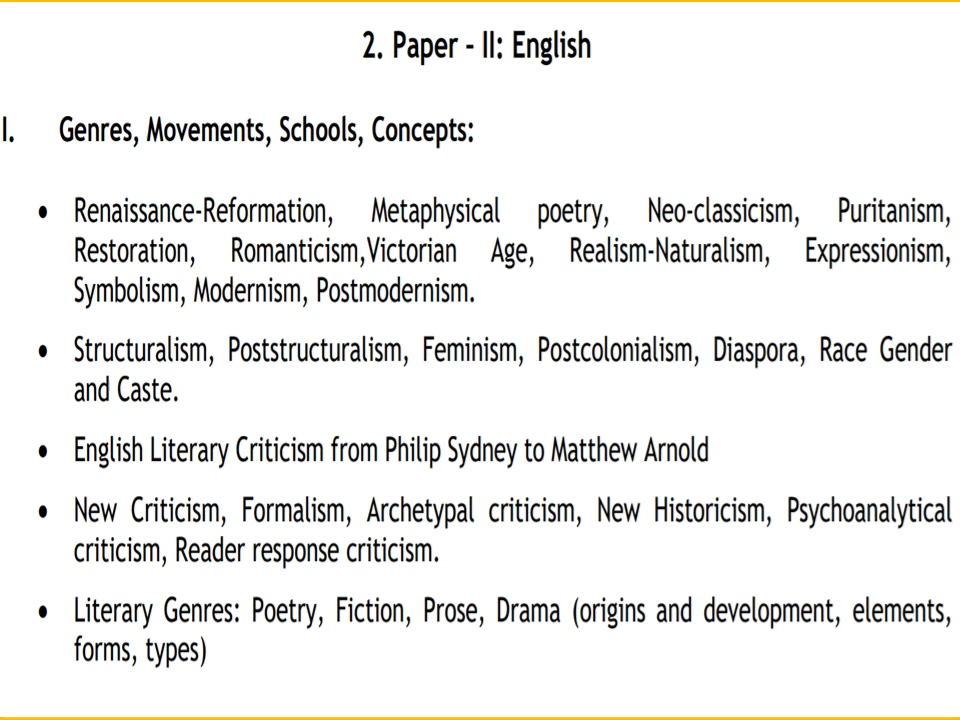 2. Paper - II: English
I. Genres, Movements, Schools, Concepts:
• Renaissance-Reformation, Metaphysical poetry, Neo-classicism, Puritanism,
Restoration, Romanticism,Victorian Age, Realism-Naturalism, Expressionism,
Symbolism, Modernism, Postmodernism.
• Structuralism, Poststructuralism, Feminism, Postcolonialism, Diaspora, Race Gender
and Caste.
• English Literary Criticism from Philip Sydney to Matthew Arnold
• New Criticism, Formalism, Archetypal criticism, New Historicism, Psychoanalytical
criticism, Reader response criticism.
• Literary Genres: Poetry, Fiction, Prose, Drama (origins and development, elements,
forms, types)